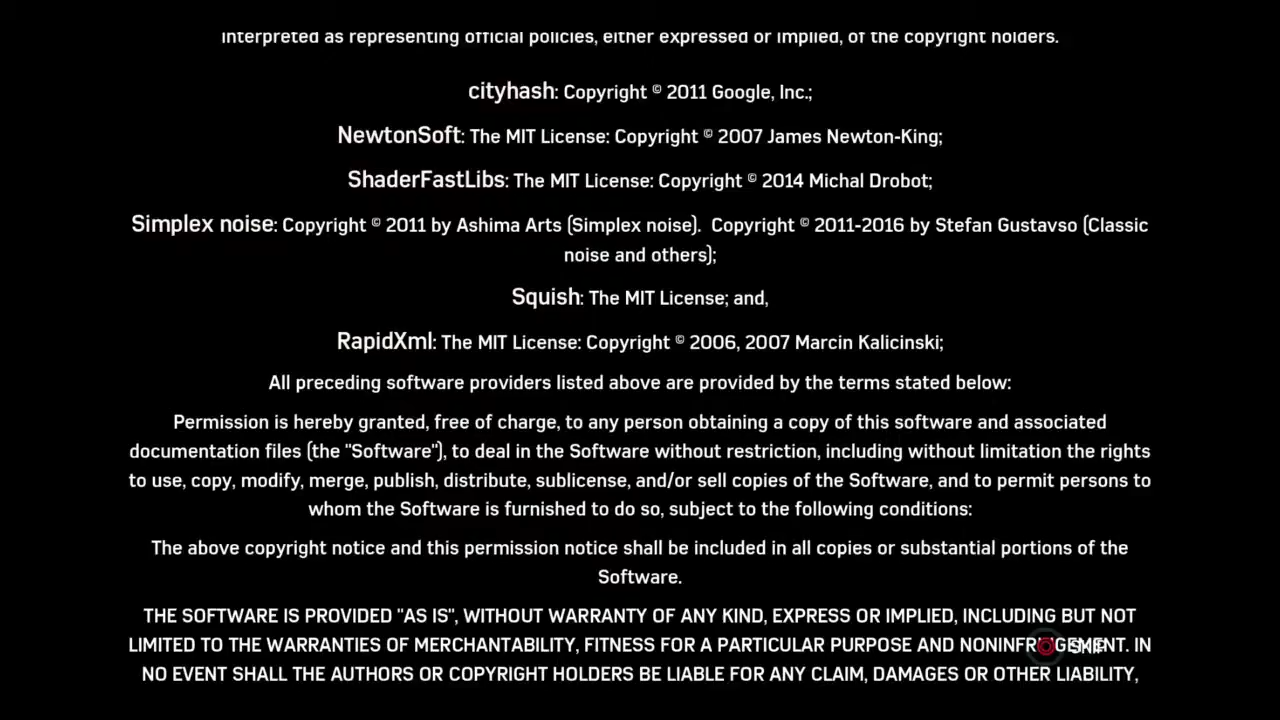 interpreted as representing official policies, either expressed or implied, of the copyright holders.
cityhash: Copyright © 2011 Google, Inc.;
NewtonSoft: The MIT License: Copyright © 2007 James Newton-King;
ShaderFastLibs: The MIT License: Copyright © 2014 Michal Drobot;
Simplex noise: Copyright © 2011 by Ashima Arts (Simplex noise).  Copyright © 2011-2016 by Stefan Gustavso (Classic
noise and others);
Squish: The MIT License; and,
RapidXml: The MIT License: Copyright © 2006, 2007 Marcin Kalicinski;
All preceding software providers listed above are provided by the terms stated below:
Permission is hereby granted, free of charge, to any person obtaining a copy of this software and associated
documentation files (the "Software"), to deal in the Software without restriction, including without limitation the rights
to use, copy, modify, merge, publish, distribute, sublicense, and/or sell copies of the Software, and to permit persons to
whom the Software is furnished to do so, subject to the following conditions:
The above copyright notice and this permission notice shall be included in all copies or substantial portions of the
Software.
THE SOFTWARE IS PROVIDED "AS IS", WITHOUT WARRANTY OF ANY KIND, EXPRESS OR IMPLIED, INCLUDING BUT NOT
LIMITED TO THE WARRANTIES OF MERCHANTABILITY, FITNESS FOR A PARTICULAR PURPOSE AND NONINFRINGEMENT. IN
SKIP
NO EVENT SHALL THE AUTHORS OR COPYRIGHT HOLDERS BE LIABLE FOR ANY CLAIM, DAMAGES OR OTHER LIABILITY,